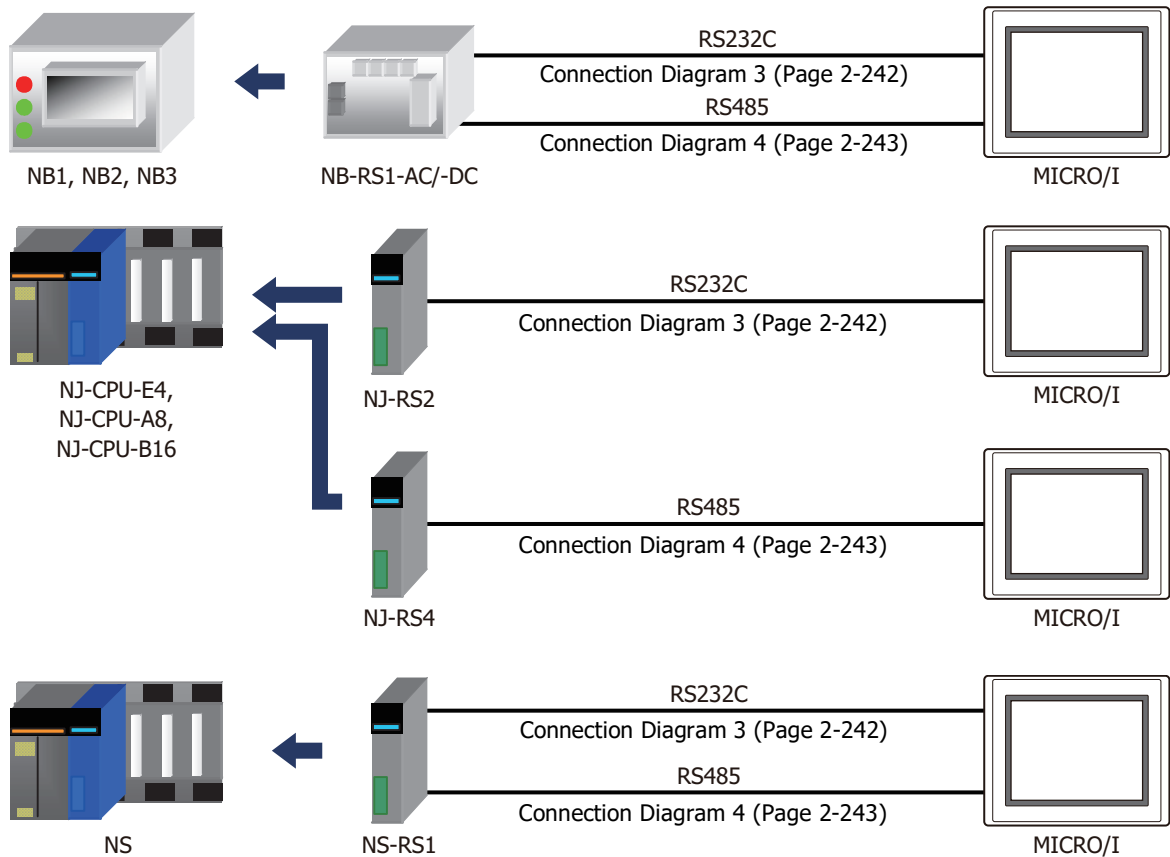 RS232C
Connection Diagram 3 (Page 2-242)
RS485
Connection Diagram 4 (Page 2-243)
NB1, NB2, NB3
NB-RS1-AC/-DC
MICRO/I
RS232C
Connection Diagram 3 (Page 2-242)
NJ-CPU-E4,
NJ-CPU-A8,
NJ-CPU-B16
NJ-RS2
MICRO/I
RS485
Connection Diagram 4 (Page 2-243)
NJ-RS4
MICRO/I
RS232C
Connection Diagram 3 (Page 2-242)
RS485
Connection Diagram 4 (Page 2-243)
NS
NS-RS1
MICRO/I